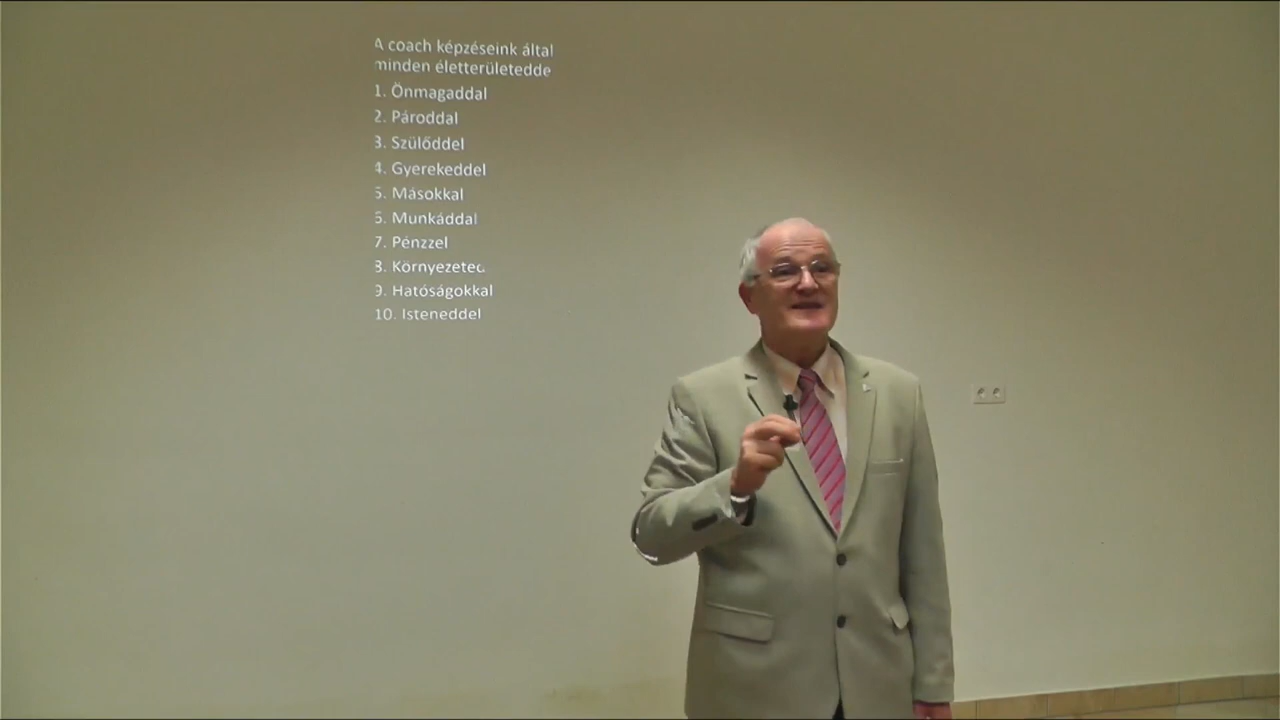 A coach képzéseink által
minden életterületedde
1. Önmagaddal
2. Pároddal
3. Szülőddel
4. Gyerekeddel
5. Másokkal
6. Munkáddal
7. Pénzzel
8. Környezeted
9. Hatóságokkal
10. Isteneddel